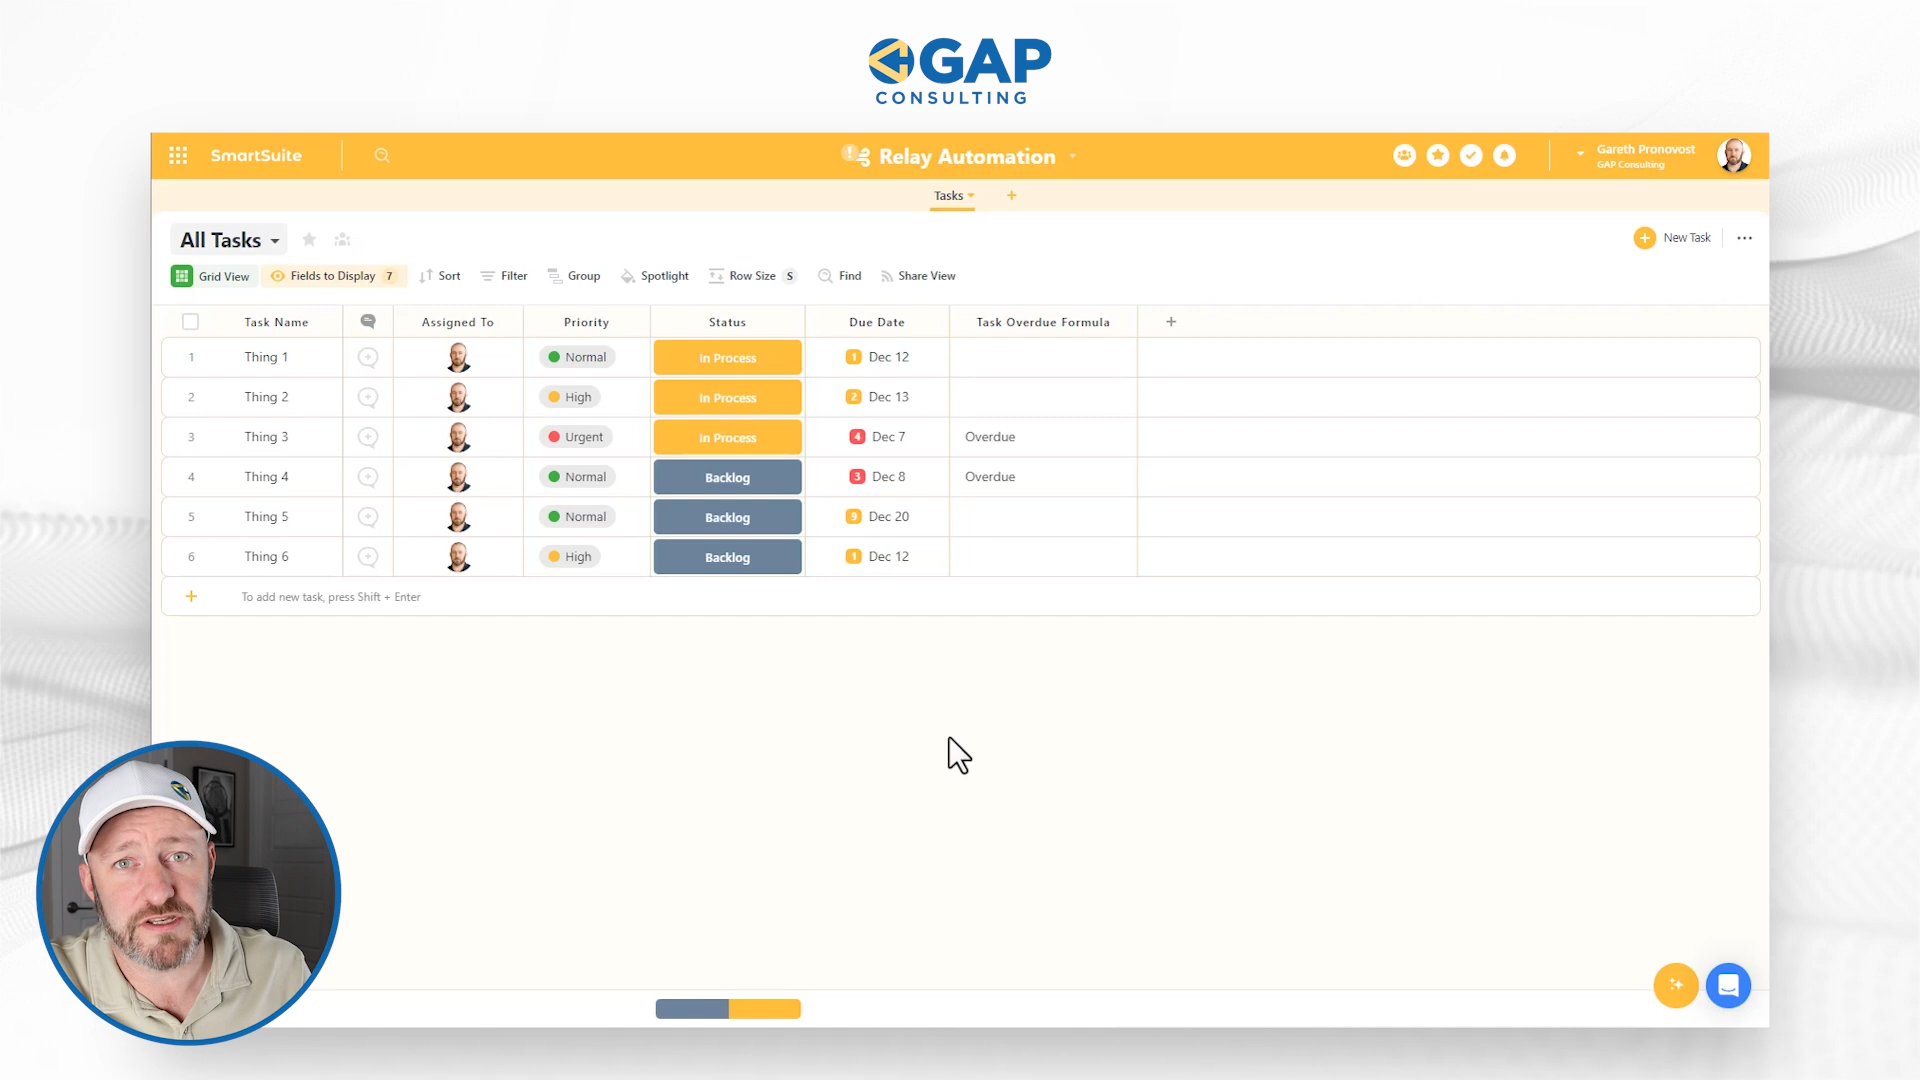 GAP
CONSULTING
SmartSuite
Relay Automation
Gareth Pronovost
GAP Consulting
Tasks
All Tasks
New Task
Grid View Fields to Display 7 Sort Filter Group Spotlight Row Size S Find Share View
Task Name Assigned To Priority Status Due Date Task Overdue Formula
1 Thing 1 Normal In Process 1 Dec 12
2 Thing 2 High In Process 2 Dec 13
3 Thing 3 Urgent In Process 4 Dec 7 Overdue
4 Thing 4 Normal Backlog 3 Dec 8 Overdue
5 Thing 5 Normal Backlog 9 Dec 20
6 Thing 6 High Backlog 1 Dec 12
To add new task, press Shift + Enter